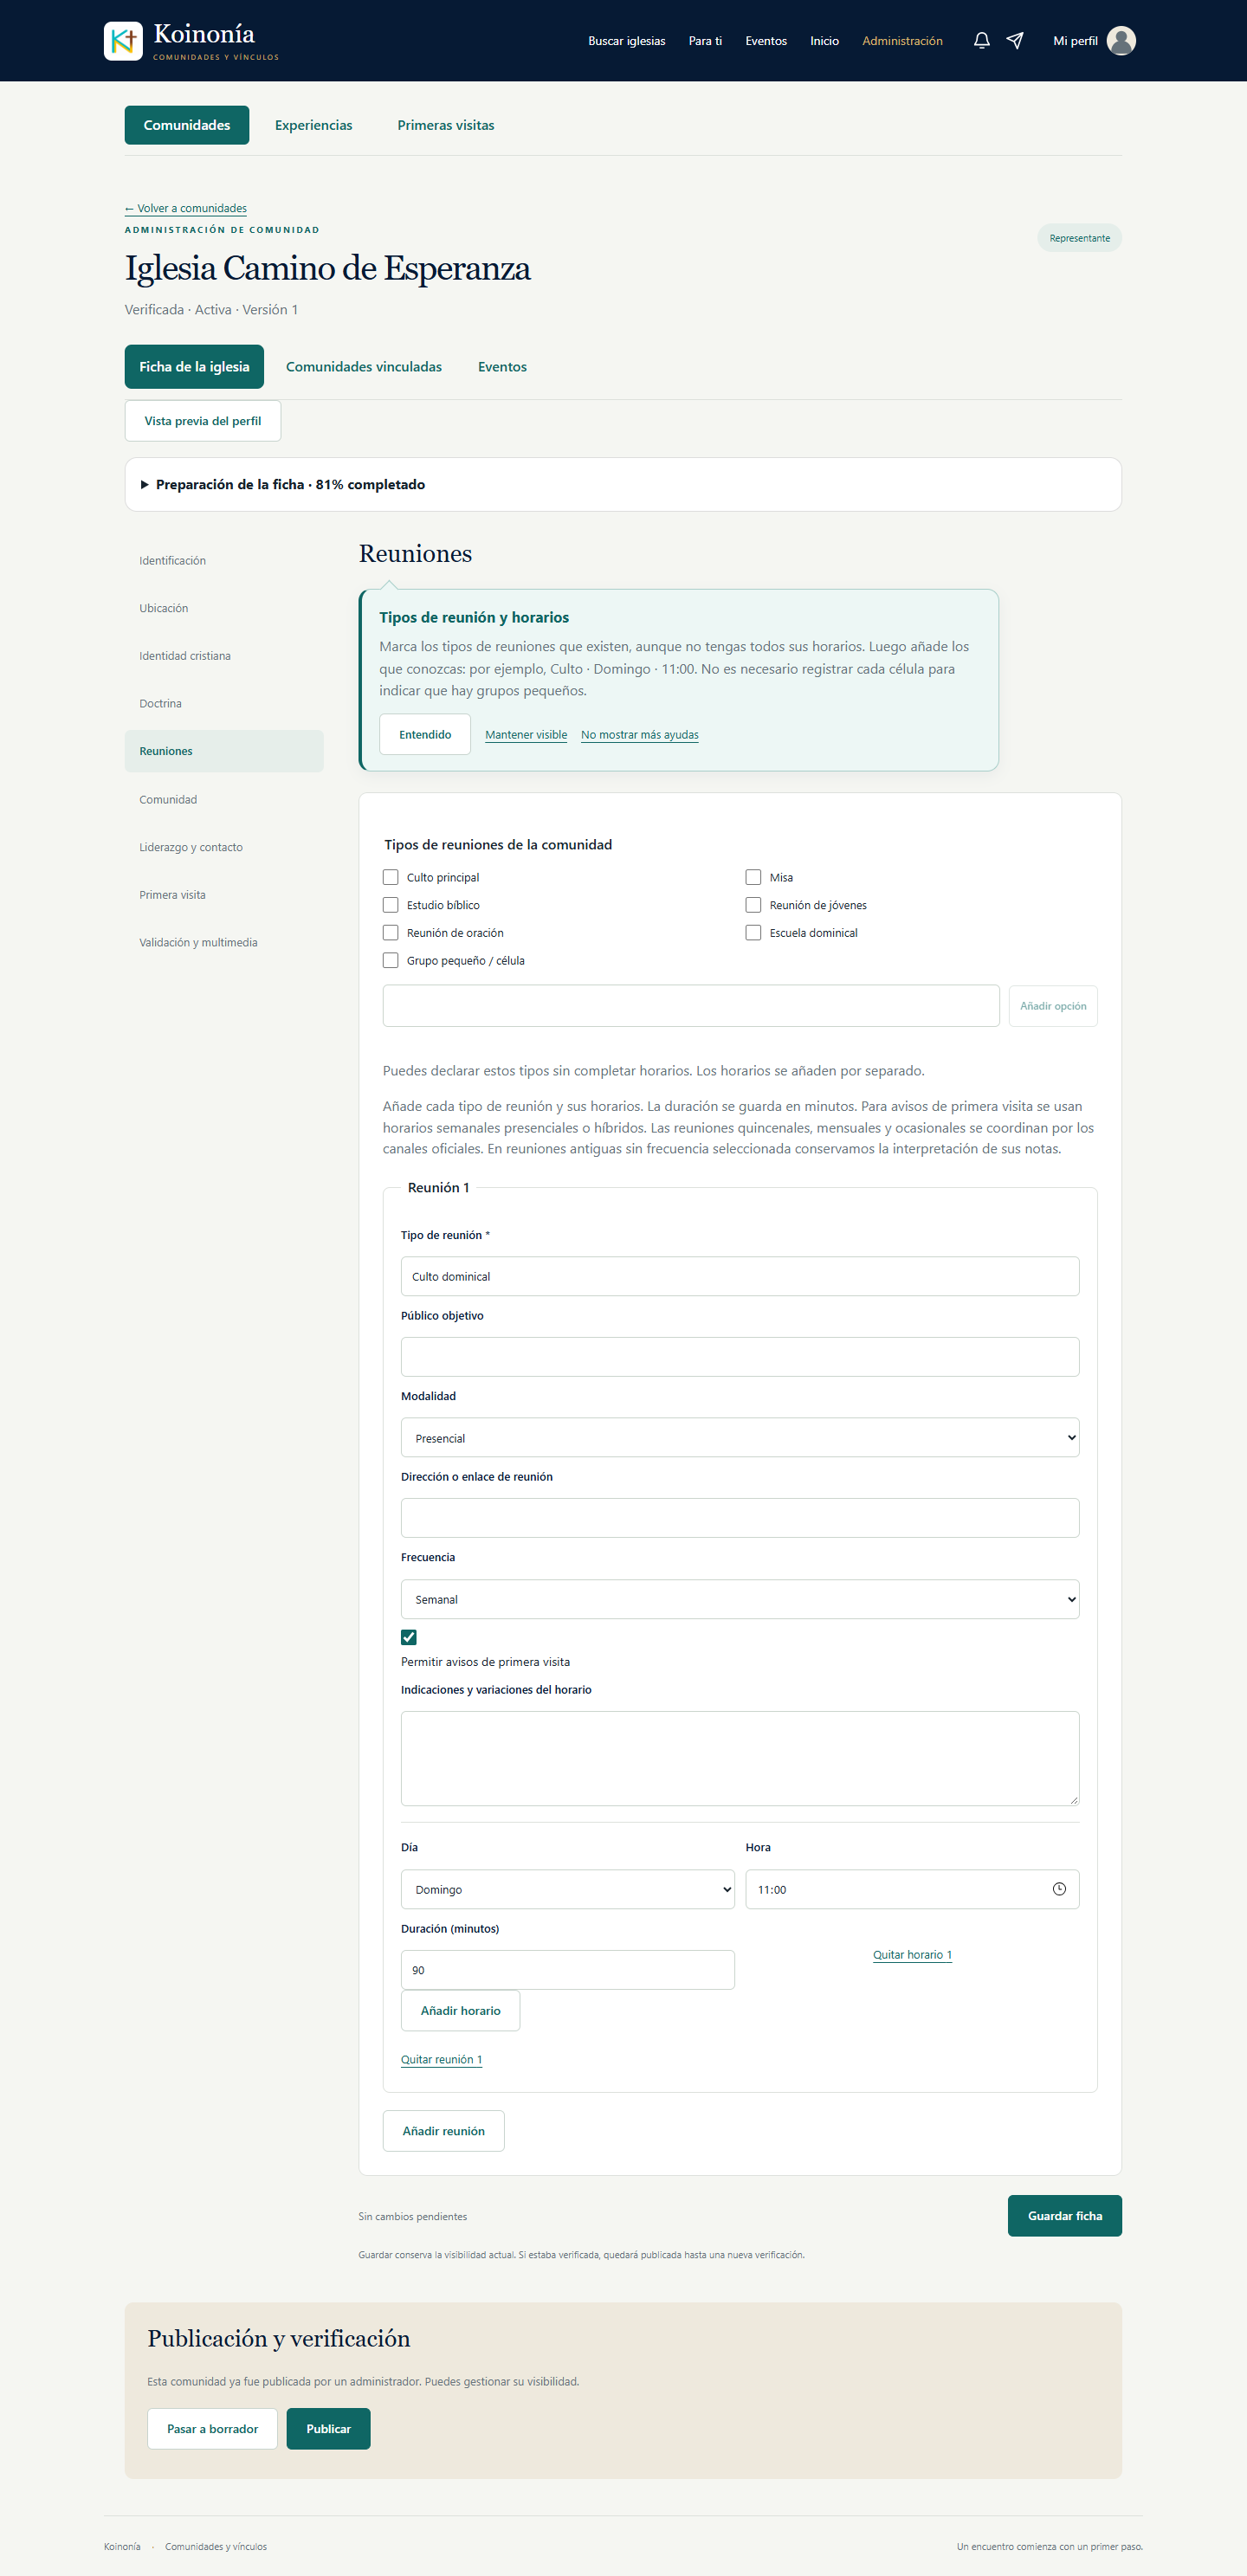 Koinonía
COMUNIDADES Y VÍNCULOS
Buscar iglesias
Para ti
Eventos
Inicio
Administración
Mi perfil
Comunidades
Experiencias
Primeras visitas
← Volver a comunidades
ADMINISTRACIÓN DE COMUNIDAD
Representante
Iglesia Camino de Esperanza
Verificada · Activa · Versión 1
Ficha de la iglesia
Comunidades vinculadas
Eventos
Vista previa del perfil
Preparación de la ficha · 81% completado
Identificación
Ubicación
Identidad cristiana
Doctrina
Reuniones
Comunidad
Liderazgo y contacto
Primera visita
Validación y multimedia
Reuniones
Tipos de reunión y horarios
Marca los tipos de reuniones que existen, aunque no tengas todos sus horarios. Luego añade los
que conozcas: por ejemplo, Culto · Domingo · 11:00. No es necesario registrar cada célula para
indicar que hay grupos pequeños.
Entendido
Mantener visible
No mostrar más ayudas
Tipos de reuniones de la comunidad
Culto principal
Misa
Estudio bíblico
Reunión de jóvenes
Reunión de oración
Escuela dominical
Grupo pequeño / célula
Añadir opción
Puedes declarar estos tipos sin completar horarios. Los horarios se añaden por separado.
Añade cada tipo de reunión y sus horarios. La duración se guarda en minutos. Para avisos de primera visita se usan
horarios semanales presenciales o híbridos. Las reuniones quincenales, mensuales y ocasionales se coordinan por los
canales oficiales. En reuniones antiguas sin frecuencia seleccionada conservamos la interpretación de sus notas.
Reunión 1
Tipo de reunión *
Culto dominical
Público objetivo
Modalidad
Presencial
Dirección o enlace de reunión
Frecuencia
Semanal
Permitir avisos de primera visita
Indicaciones y variaciones del horario
Día
Hora
Domingo
11:00
Duración (minutos)
90
Quitar horario 1
Añadir horario
Quitar reunión 1
Añadir reunión
Sin cambios pendientes
Guardar ficha
Guardar conserva la visibilidad actual. Si estaba verificada, quedará publicada hasta una nueva verificación.
Publicación y verificación
Esta comunidad ya fue publicada por un administrador. Puedes gestionar su visibilidad.
Pasar a borrador
Publicar
Koinonía · Comunidades y vínculos
Un encuentro comienza con un primer paso.